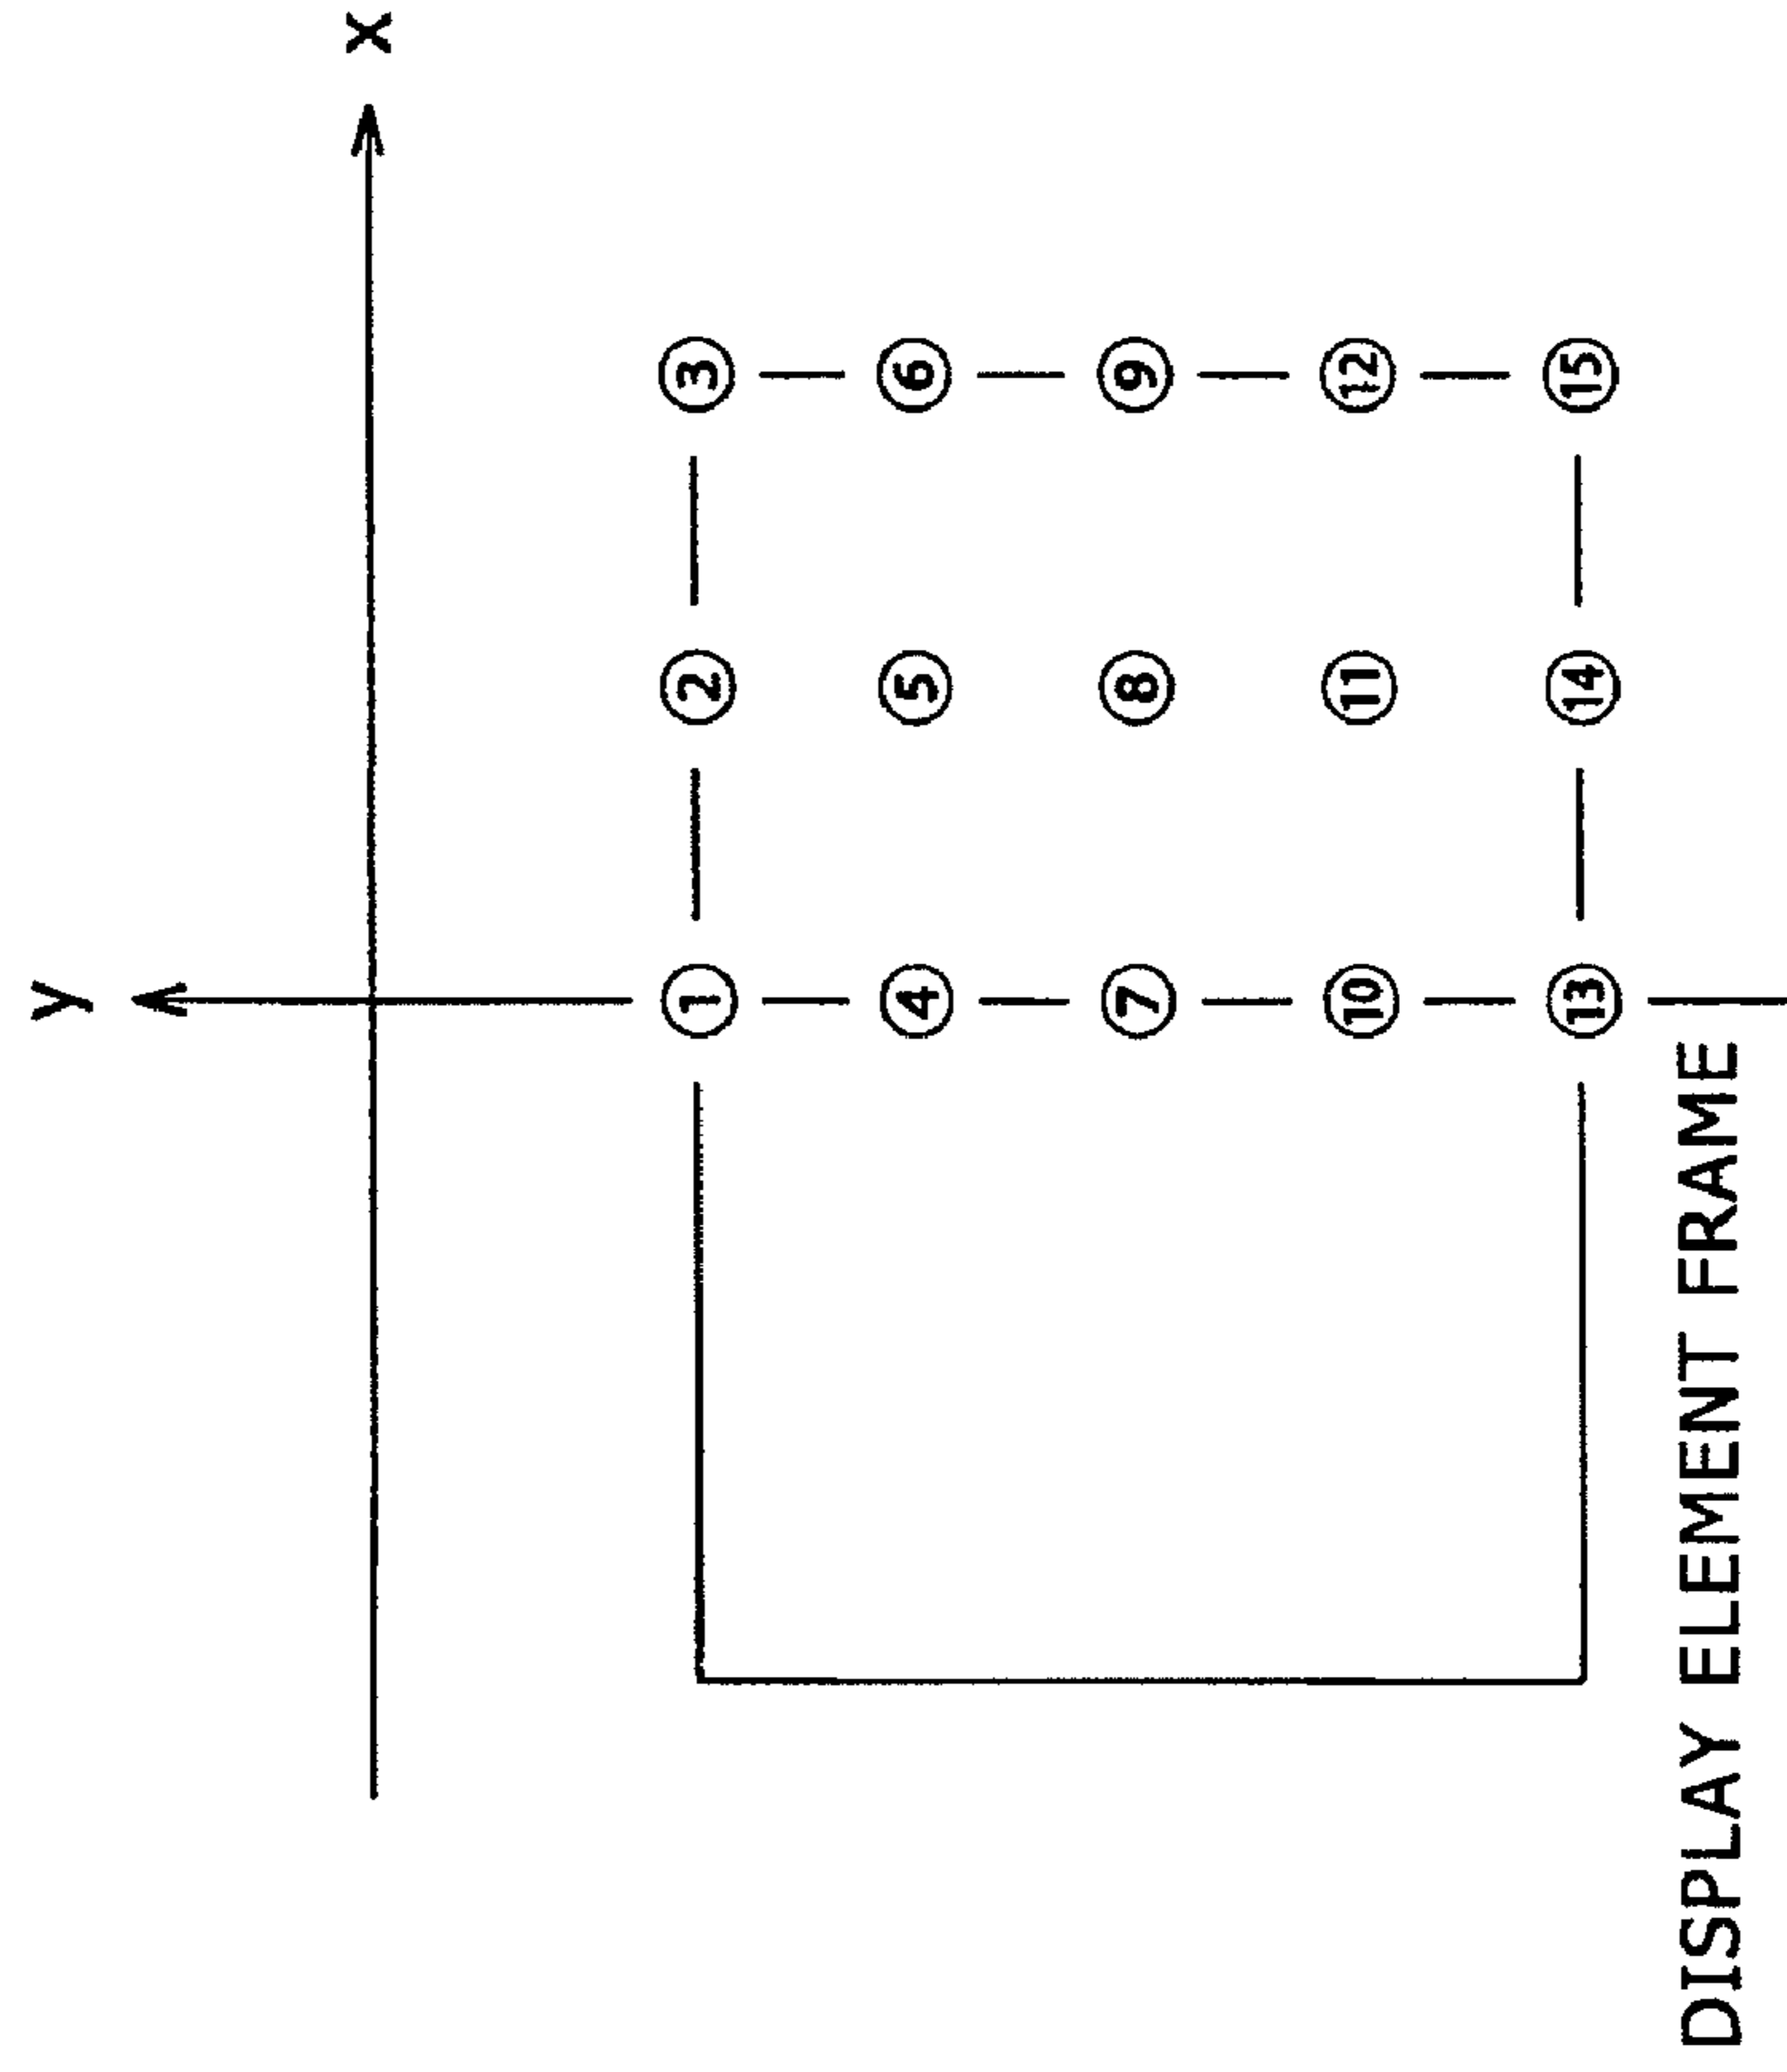 y
x
① ② ③
④ ⑤ ⑥
⑦ ⑧ ⑨
⑩ ⑪ ⑫
⑬ ⑭ ⑮
DISPLAY ELEMENT FRAME